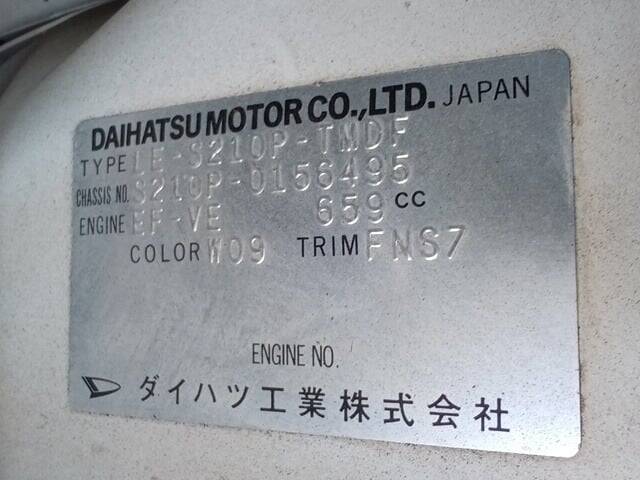 DAIHATSU MOTOR CO.,LTD. JAPAN
TYPE LE-S210P-TMDF
CHASSIS NO. S210P-0156495
ENGINE EF-VE 659 CC
COLOR W09 TRIM FNS7
ENGINE NO.
ダイハツ工業株式会社